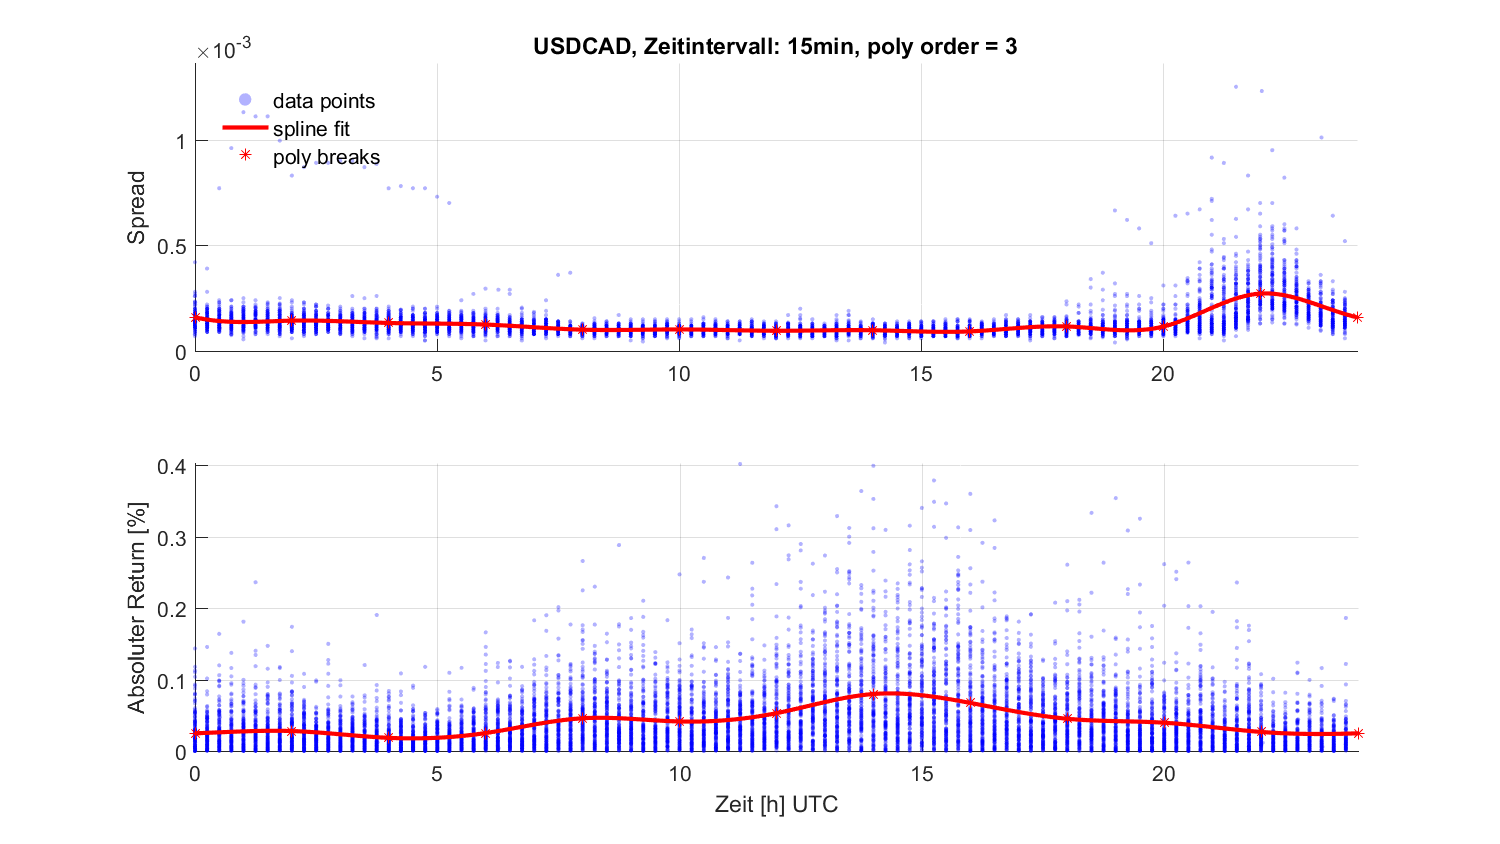 USDCAD, Zeitintervall: 15min, poly order = 3
×10-3
data points
spline fit
poly breaks
Spread
1
0.5
0
0 5 10 15 20
Absoluter Return [%]
0.4
0.3
0.2
0.1
0
0 5 10 15 20
Zeit [h] UTC